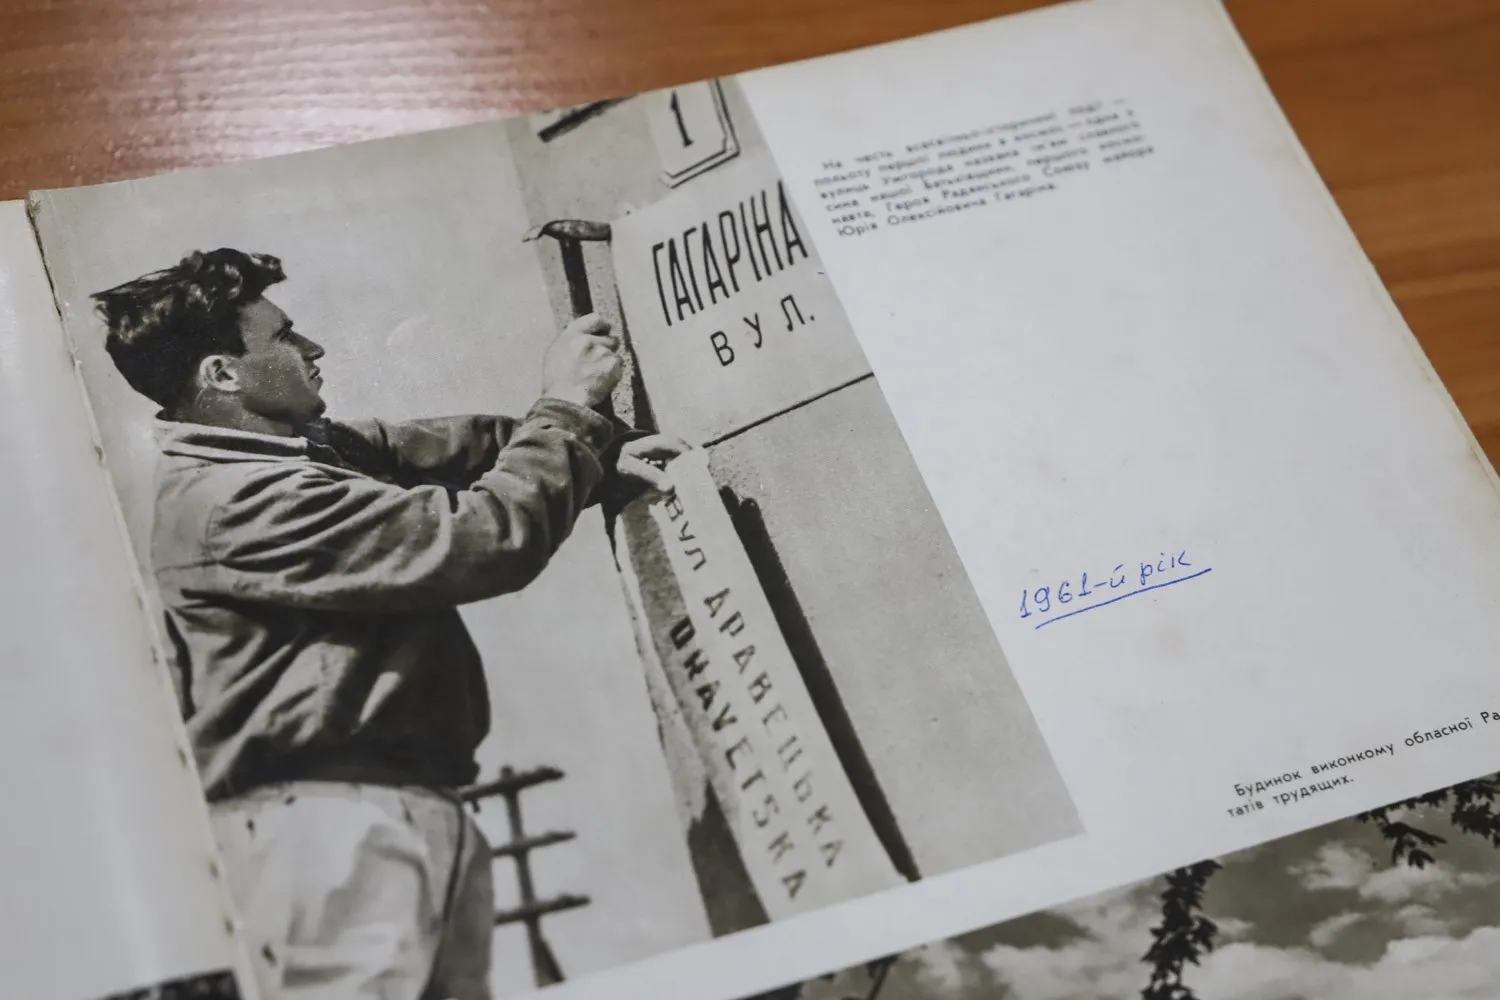 1
ГАГАРІНА
ВУЛ.
ВУЛ ДРАВЕЦЬКА
DRAVETSKA
На честь всесвітньо-історичної події —
польоту першої людини в космос — одна з
вулиць Ужгорода названа ім'ям славного
сина нашої Батьківщини, першого космо-
навта, Героя Радянського Союзу майора
Юрія Олексійовича Гагаріна.
1961-й рік
Будинок виконкому обласної Ра
татів трудящих.